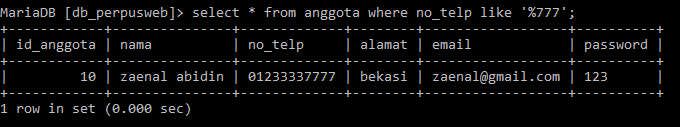 MariaDB [db_perpusweb]> select * from anggota where no_telp like '%777';
+------------+---------------+-------------+--------+------------------+----------+
| id_anggota | nama          | no_telp     | alamat | email            | password |
+------------+---------------+-------------+--------+------------------+----------+
|         10 | zaenal abidin | 01233337777 | bekasi | zaenal@gmail.com | 123      |
+------------+---------------+-------------+--------+------------------+----------+
1 row in set (0.000 sec)